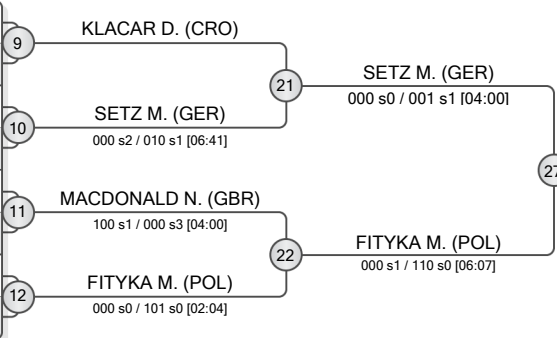 9
KLACAR D. (CRO)
21
SETZ M. (GER)
000 s0 / 001 s1 [04:00]
10
SETZ M. (GER)
000 s2 / 010 s1 [06:41]
27
11
MACDONALD N. (GBR)
100 s1 / 000 s3 [04:00]
22
FITYKA M. (POL)
000 s1 / 110 s0 [06:07]
12
FITYKA M. (POL)
000 s0 / 101 s0 [02:04]